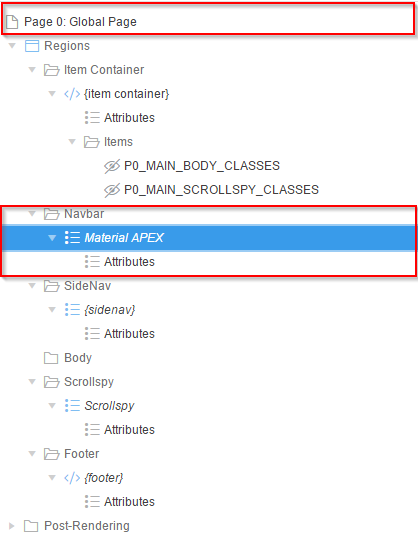 Page 0: Global Page
Regions
Item Container
{item container}
Attributes
Items
P0_MAIN_BODY_CLASSES
P0_MAIN_SCROLLSPY_CLASSES
Navbar
Material APEX
Attributes
SideNav
{sidenav}
Attributes
Body
Scrollspy
Scrollspy
Attributes
Footer
{footer}
Attributes
Post-Rendering